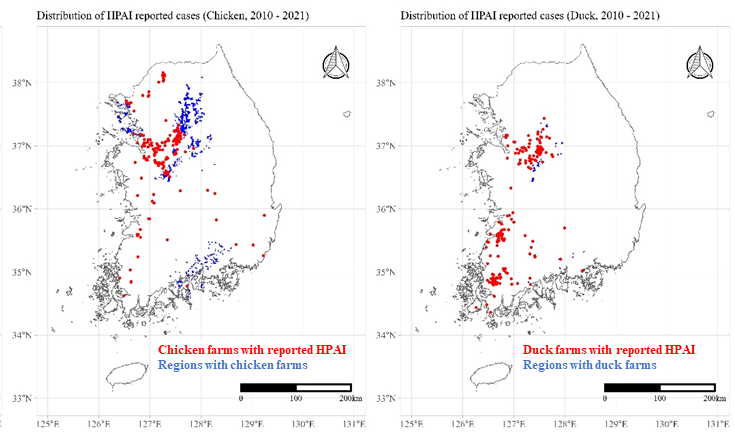 Distribution of HPAI reported cases (Chicken, 2010 - 2021)
38°N
37°N
36°N
35°N
34°N
33°N
Chicken farms with reported HPAI
Regions with chicken farms
0 100 200km
125°E 126°E 127°E 128°E 129°E 130°E 131°E
Distribution of HPAI reported cases (Duck, 2010 - 2021)
38°N
37°N
36°N
35°N
34°N
33°N
Duck farms with reported HPAI
Regions with duck farms
0 100 200km
125°E 126°E 127°E 128°E 129°E 130°E 131°E